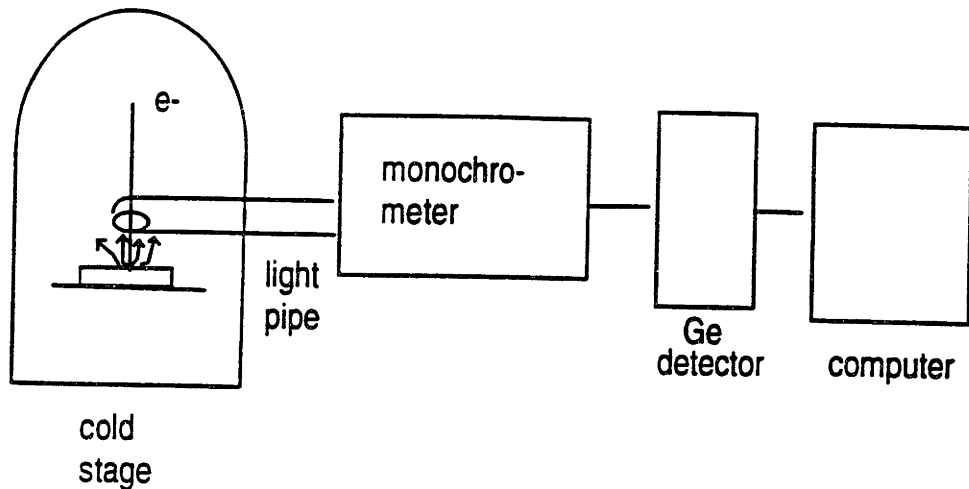 e-
monochro-
meter
light
pipe
Ge
detector
computer
cold
stage